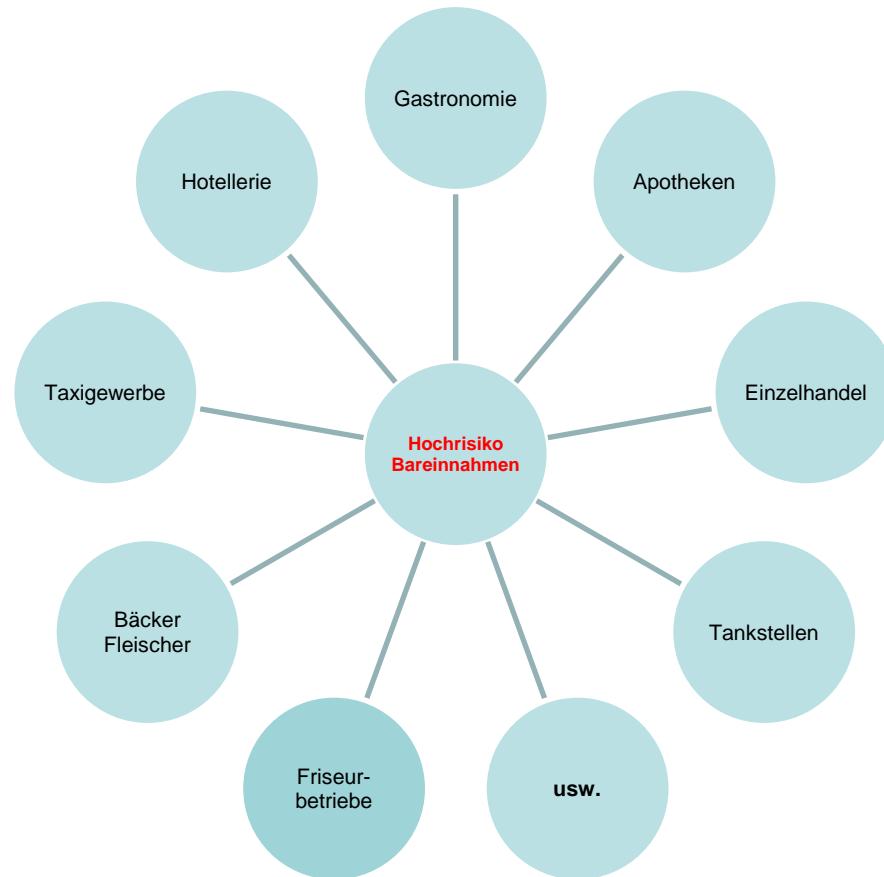 Gastronomie
Hotellerie
Apotheken
Taxigewerbe
Einzelhandel
Hochrisiko
Bareinnahmen
Bäcker
Fleischer
Tankstellen
Friseur-
betriebe
usw.